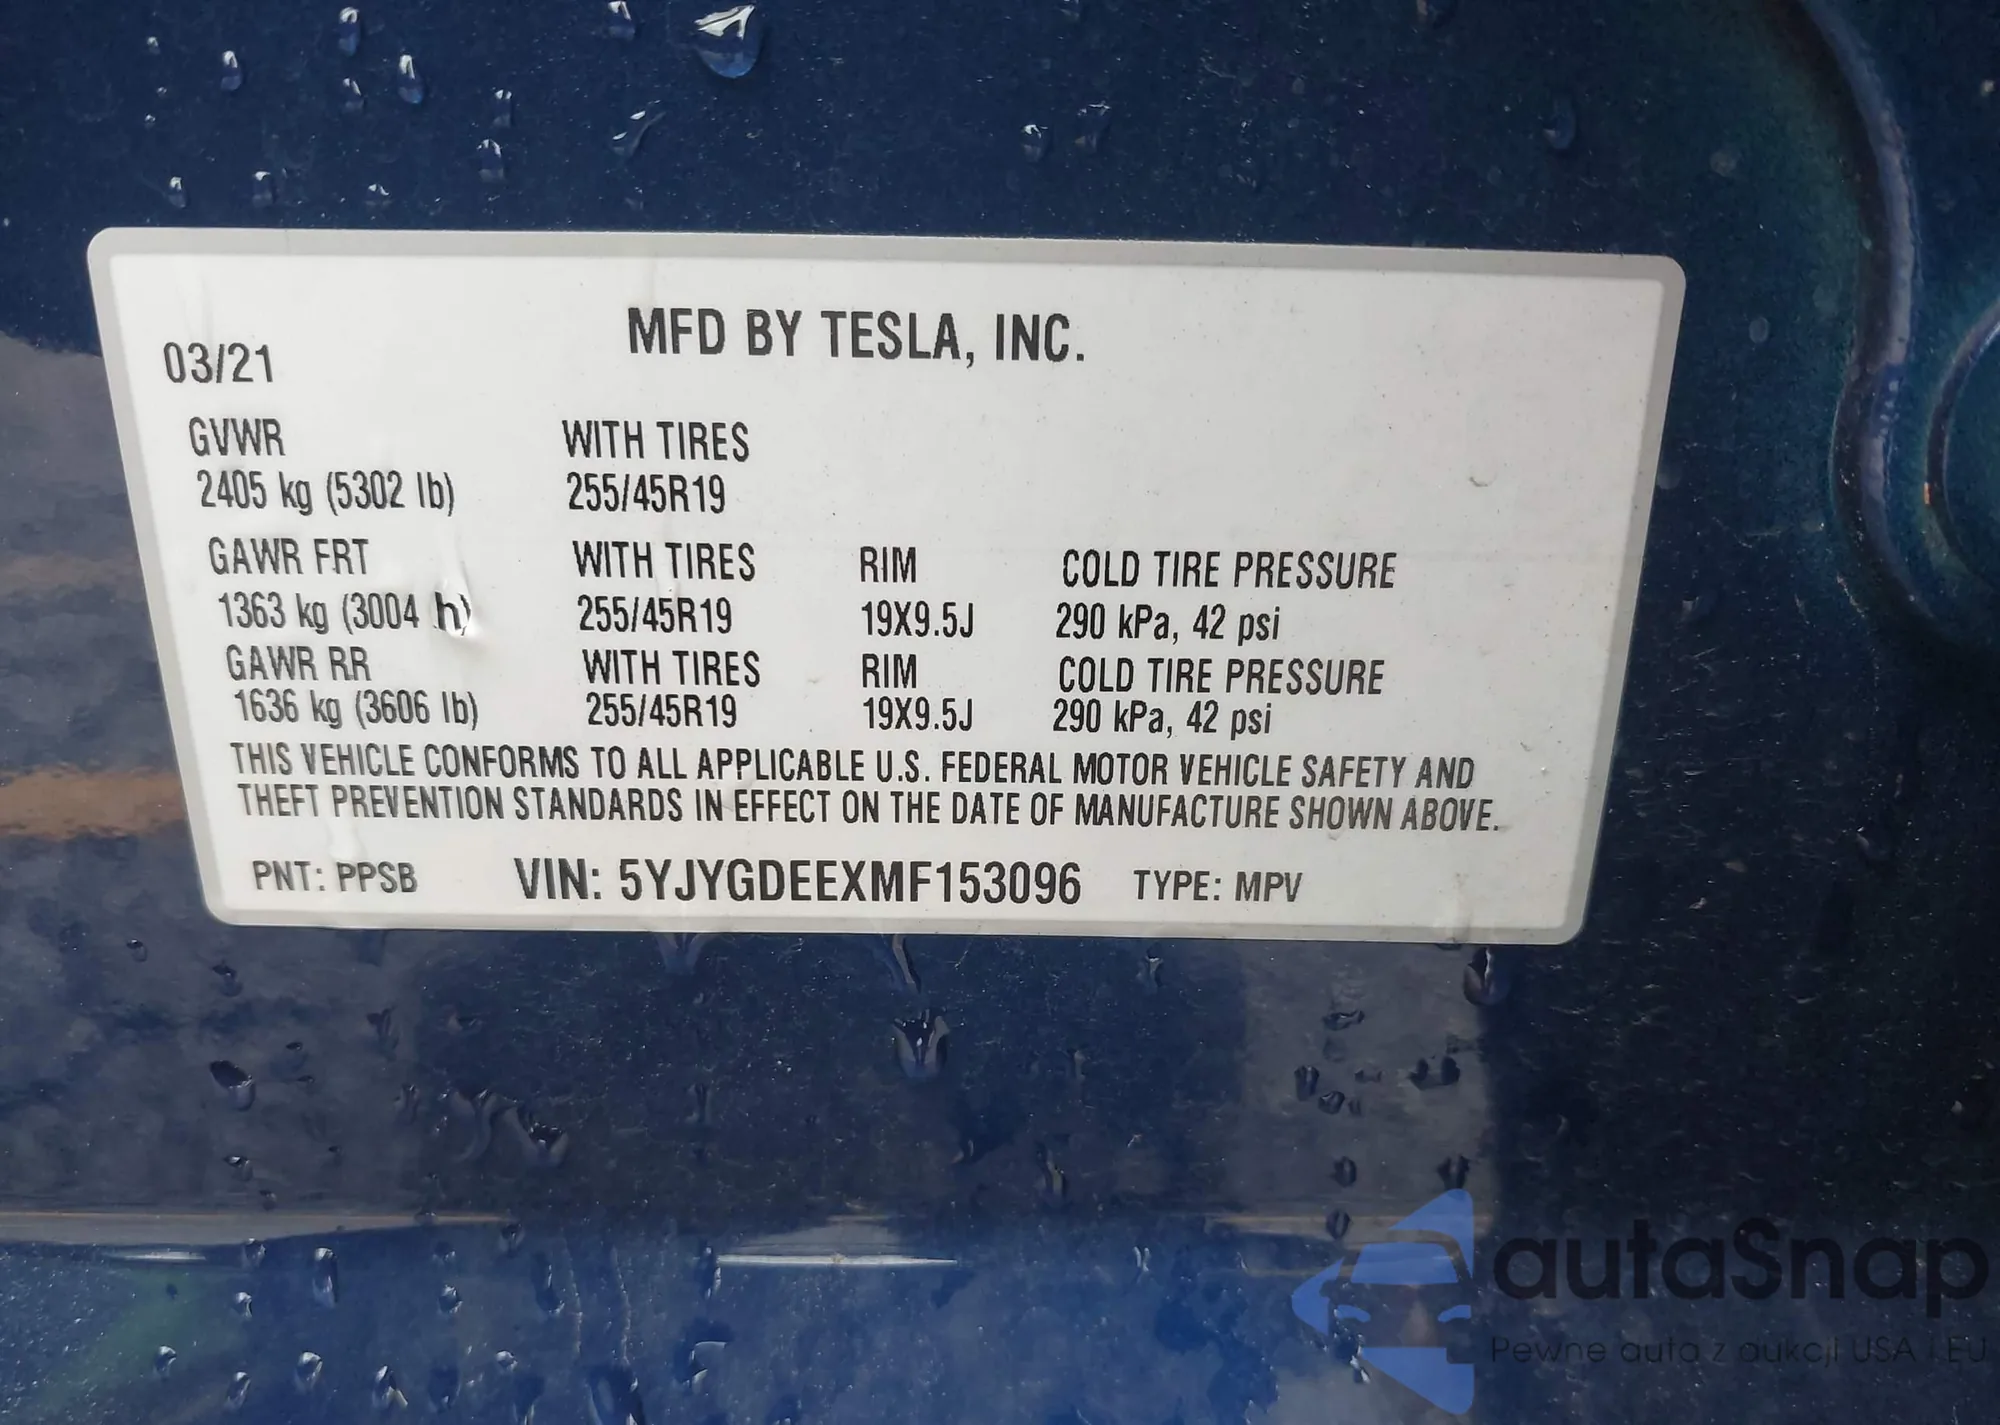 MFD BY TESLA, INC.
03/21
GVWR WITH TIRES
2405 kg (5302 lb) 255/45R19
GAWR FRT WITH TIRES RIM COLD TIRE PRESSURE
1363 kg (3004 h) 255/45R19 19X9.5J 290 kPa, 42 psi
GAWR RR WITH TIRES RIM COLD TIRE PRESSURE
1636 kg (3606 lb) 255/45R19 19X9.5J 290 kPa, 42 psi
THIS VEHICLE CONFORMS TO ALL APPLICABLE U.S. FEDERAL MOTOR VEHICLE SAFETY AND
THEFT PREVENTION STANDARDS IN EFFECT ON THE DATE OF MANUFACTURE SHOWN ABOVE.
PNT: PPSB VIN: 5YJYGDEEXMF153096 TYPE: MPV
autaSnap
Pewne auta z aukcji USA i EU